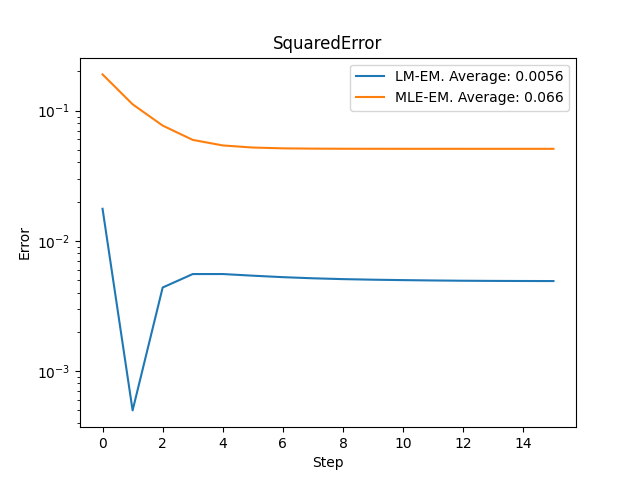 SquaredError
LM-EM. Average: 0.0056
MLE-EM. Average: 0.066
10^{-1}
10^{-2}
10^{-3}
Error
0 2 4 6 8 10 12 14
Step